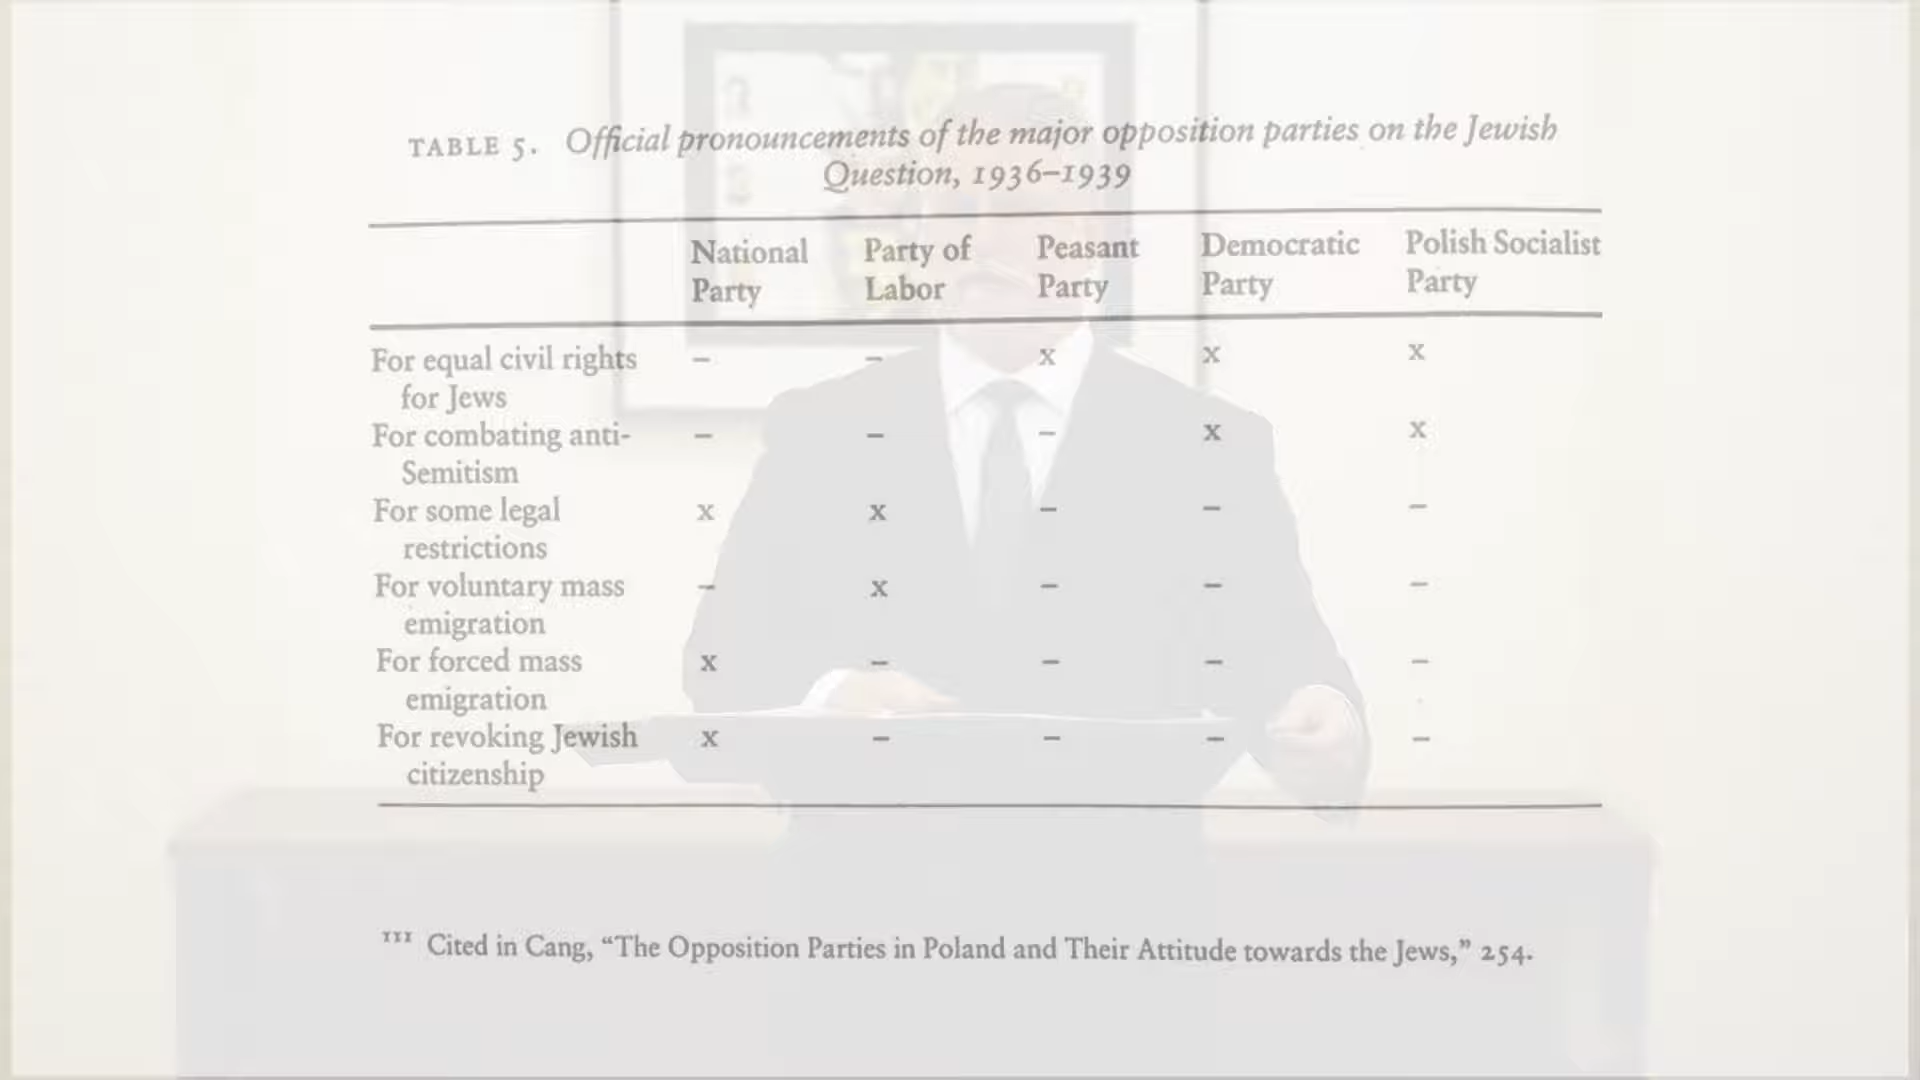 TABLE 5. Official pronouncements of the major opposition parties on the Jewish
Question, 1936–1939
National Party of Peasant Democratic Polish Socialist
Party Labor Party Party Party
For equal civil rights – – x x x
for Jews
For combating anti- – – – x x
Semitism
For some legal x x – – –
restrictions
For voluntary mass – x – – –
emigration
For forced mass x – – – –
emigration
For revoking Jewish x – – – –
citizenship
111 Cited in Cang, “The Opposition Parties in Poland and Their Attitude towards the Jews,” 254.